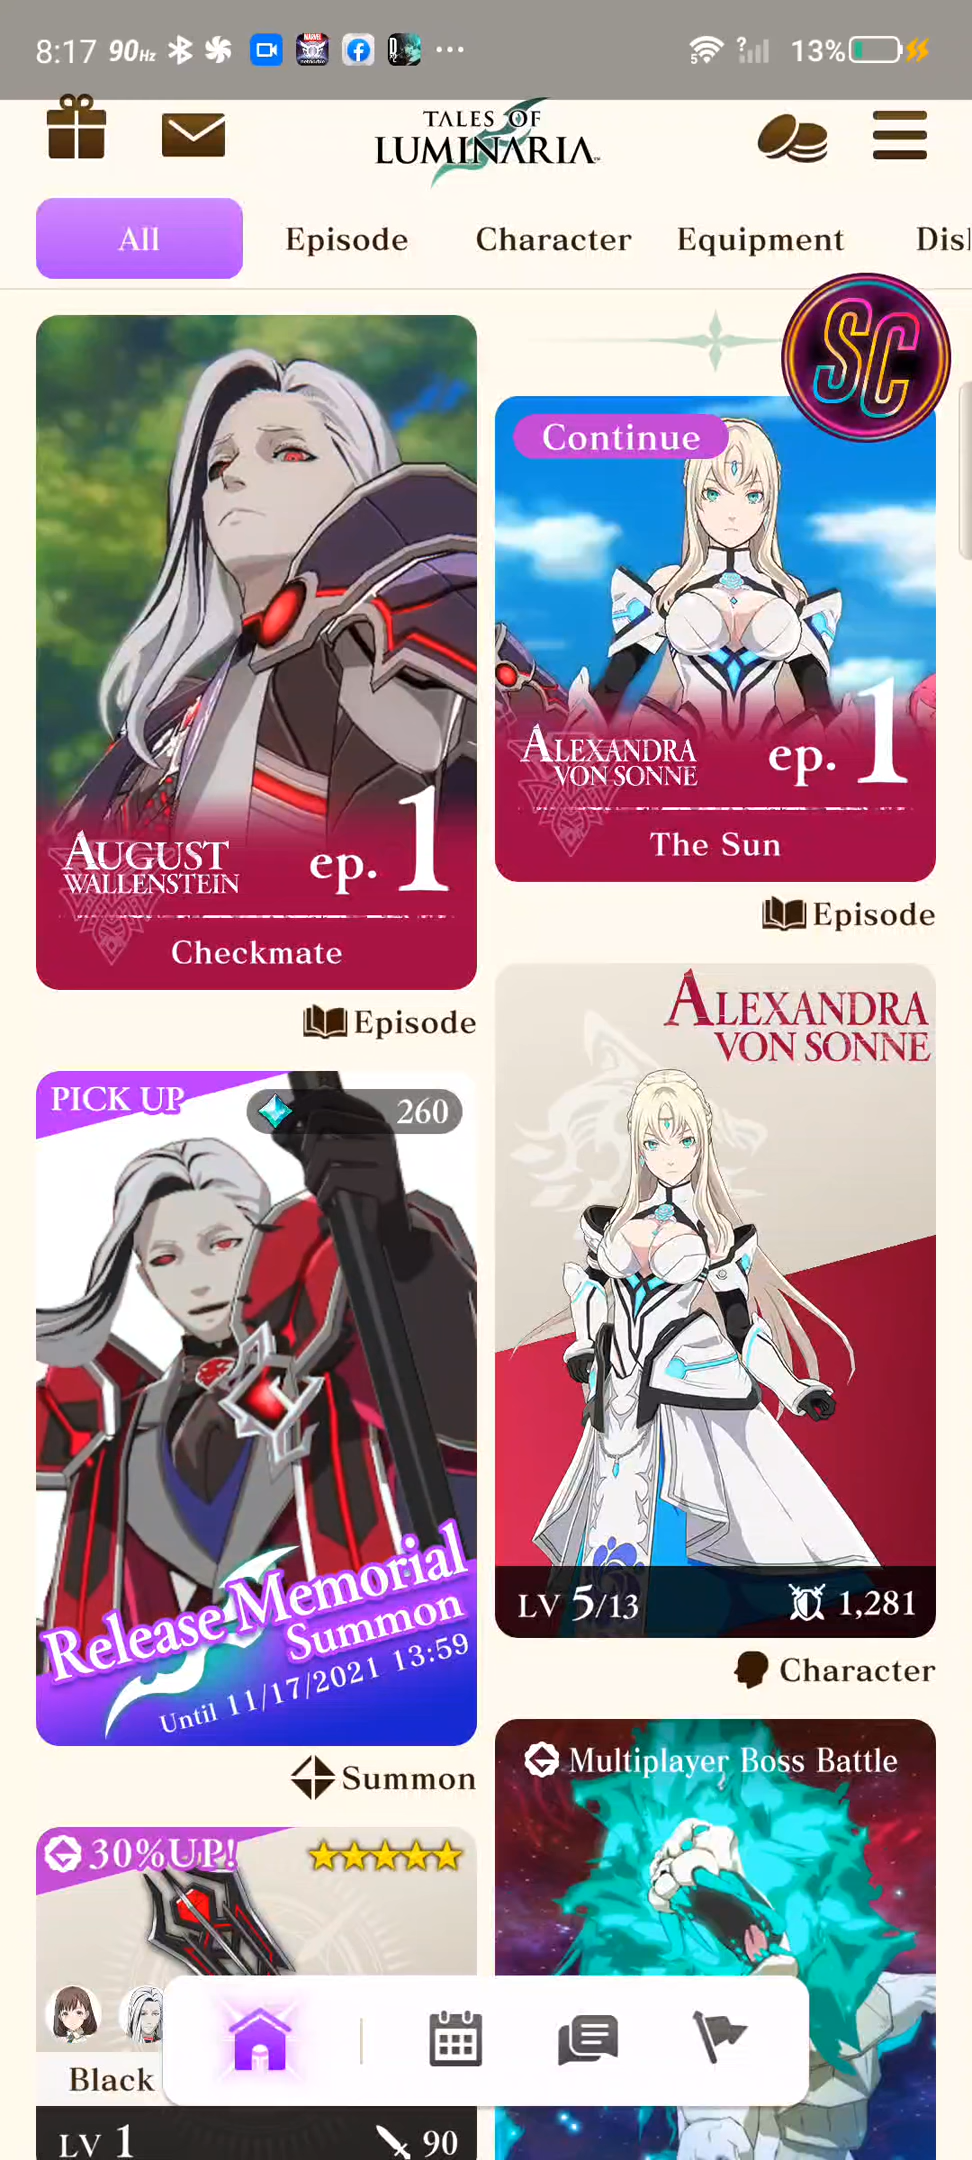 8:17 90Hz 13%
TALES OF
LUMINARIA
All Episode Character Equipment
SC
AUGUST
WALLENSTEIN
ep. 1
Checkmate
Episode
Continue
ALEXANDRA
VON SONNE
ep. 1
The Sun
Episode
PICK UP
260
Release Memorial
Summon
Until 11/17/2021 13:59
Summon
ALEXANDRA
VON SONNE
LV 5/13 1,281
Character
30%UP!
Black
LV 1 90
Multiplayer Boss Battle